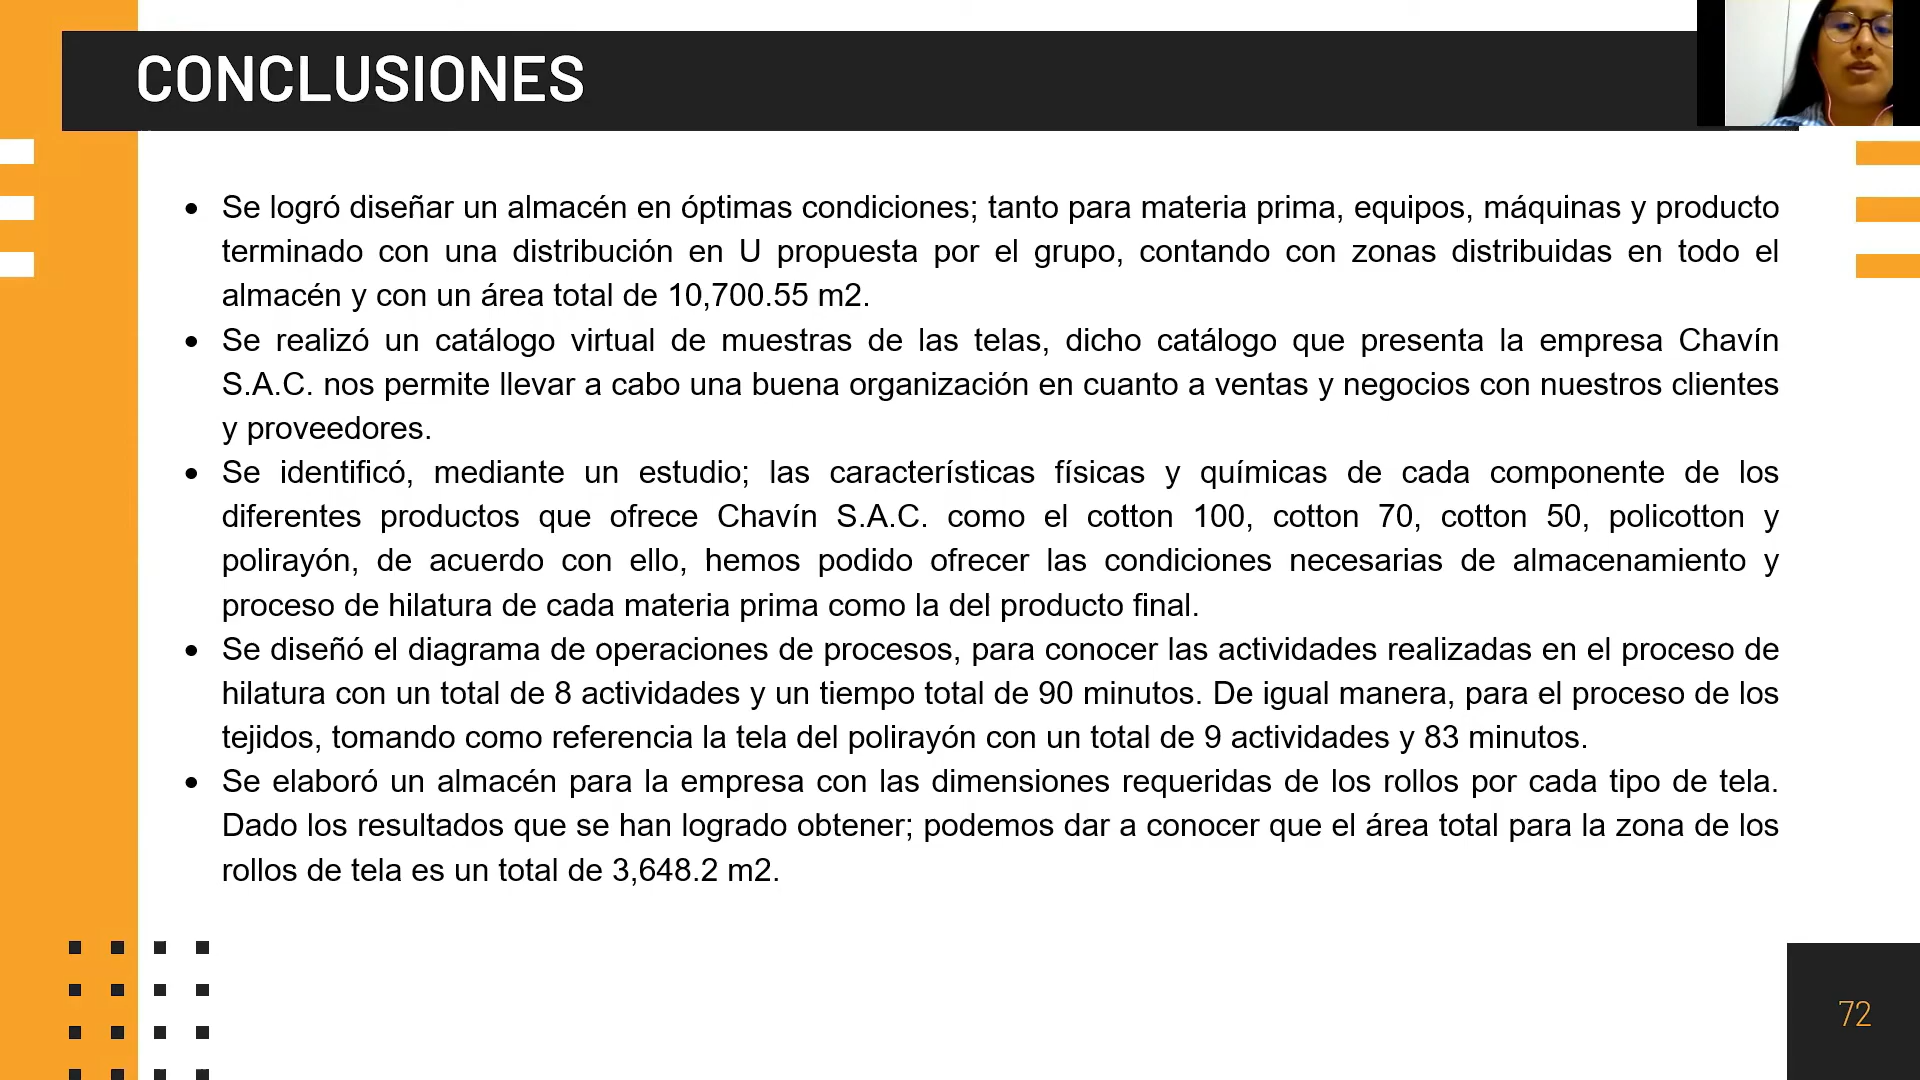 CONCLUSIONES
• Se logró diseñar un almacén en óptimas condiciones; tanto para materia prima, equipos, máquinas y producto
terminado con una distribución en U propuesta por el grupo, contando con zonas distribuidas en todo el
almacén y con un área total de 10,700.55 m2.
• Se realizó un catálogo virtual de muestras de las telas, dicho catálogo que presenta la empresa Chavín
S.A.C. nos permite llevar a cabo una buena organización en cuanto a ventas y negocios con nuestros clientes
y proveedores.
• Se identificó, mediante un estudio; las características físicas y químicas de cada componente de los
diferentes productos que ofrece Chavín S.A.C. como el cotton 100, cotton 70, cotton 50, policotton y
polirayón, de acuerdo con ello, hemos podido ofrecer las condiciones necesarias de almacenamiento y
proceso de hilatura de cada materia prima como la del producto final.
• Se diseñó el diagrama de operaciones de procesos, para conocer las actividades realizadas en el proceso de
hilatura con un total de 8 actividades y un tiempo total de 90 minutos. De igual manera, para el proceso de los
tejidos, tomando como referencia la tela del polirayón con un total de 9 actividades y 83 minutos.
• Se elaboró un almacén para la empresa con las dimensiones requeridas de los rollos por cada tipo de tela.
Dado los resultados que se han logrado obtener; podemos dar a conocer que el área total para la zona de los
rollos de tela es un total de 3,648.2 m2.
72